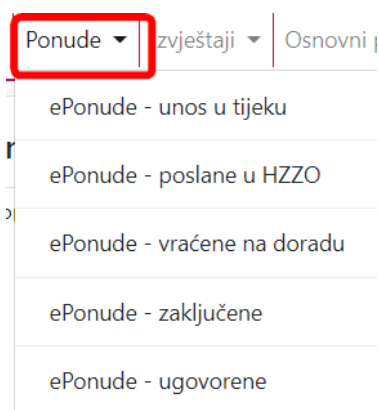 Ponude zvještaji Osnovni
ePonude - unos u tijeku
ePonude - poslane u HZZO
ePonude - vraćene na doradu
ePonude - zaključene
ePonude - ugovorene